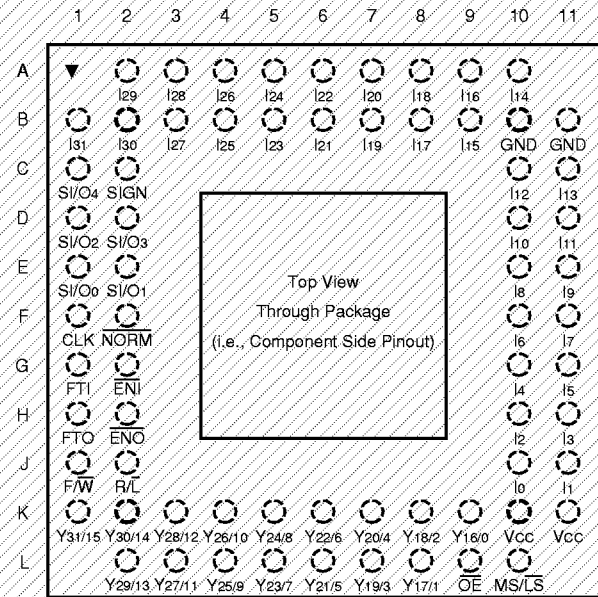 1 2 3 4 5 6 7 8 9 10 11
A
I29 I28 I26 I24 I22 I20 I18 I16 I14
B
I31 I30 I27 I25 I23 I21 I19 I17 I15 GND GND
C
SI/O4 SIGN I12 I13
D
SI/O2 SI/O3 I10 I11
E
SI/O0 SI/O1 I8 I9
Top View
Through Package
(i.e., Component Side Pinout)
F
CLK N̅O̅R̅M̅ I6 I7
G
FTI E̅N̅I̅ I4 I5
H
FTO E̅N̅O̅ I2 I3
J
F/W̅ R/L̅ I0 I1
K
Y31/15 Y30/14 Y28/12 Y26/10 Y24/8 Y22/6 Y20/4 Y18/2 Y16/0 VCC VCC
L
Y29/13 Y27/11 Y25/9 Y23/7 Y21/5 Y19/3 Y17/1 O̅E̅ MS/L̅S̅